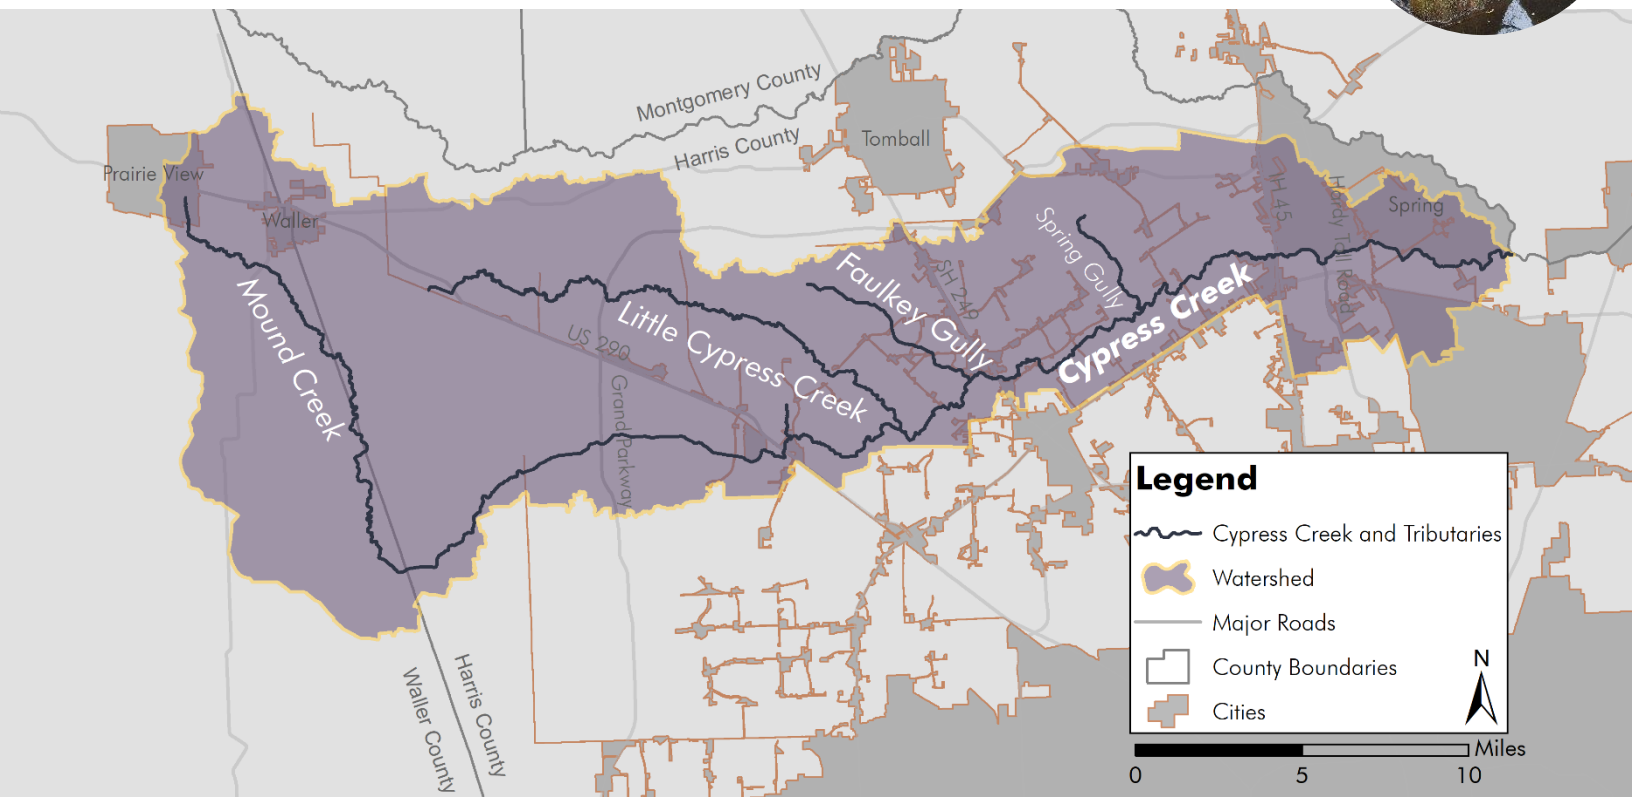 Montgomery County
Harris County
Tomball
Prairie View
Waller
IH 45
Hardy Toll Road
Spring
Spring Gully
Faulkey Gully
SH 249
Cypress Creek
Mound Creek
Little Cypress Creek
US 290
Grand Parkway
Harris County
Waller County
Legend
Cypress Creek and Tributaries
Watershed
Major Roads
County Boundaries
Cities
N
Miles
0 5 10